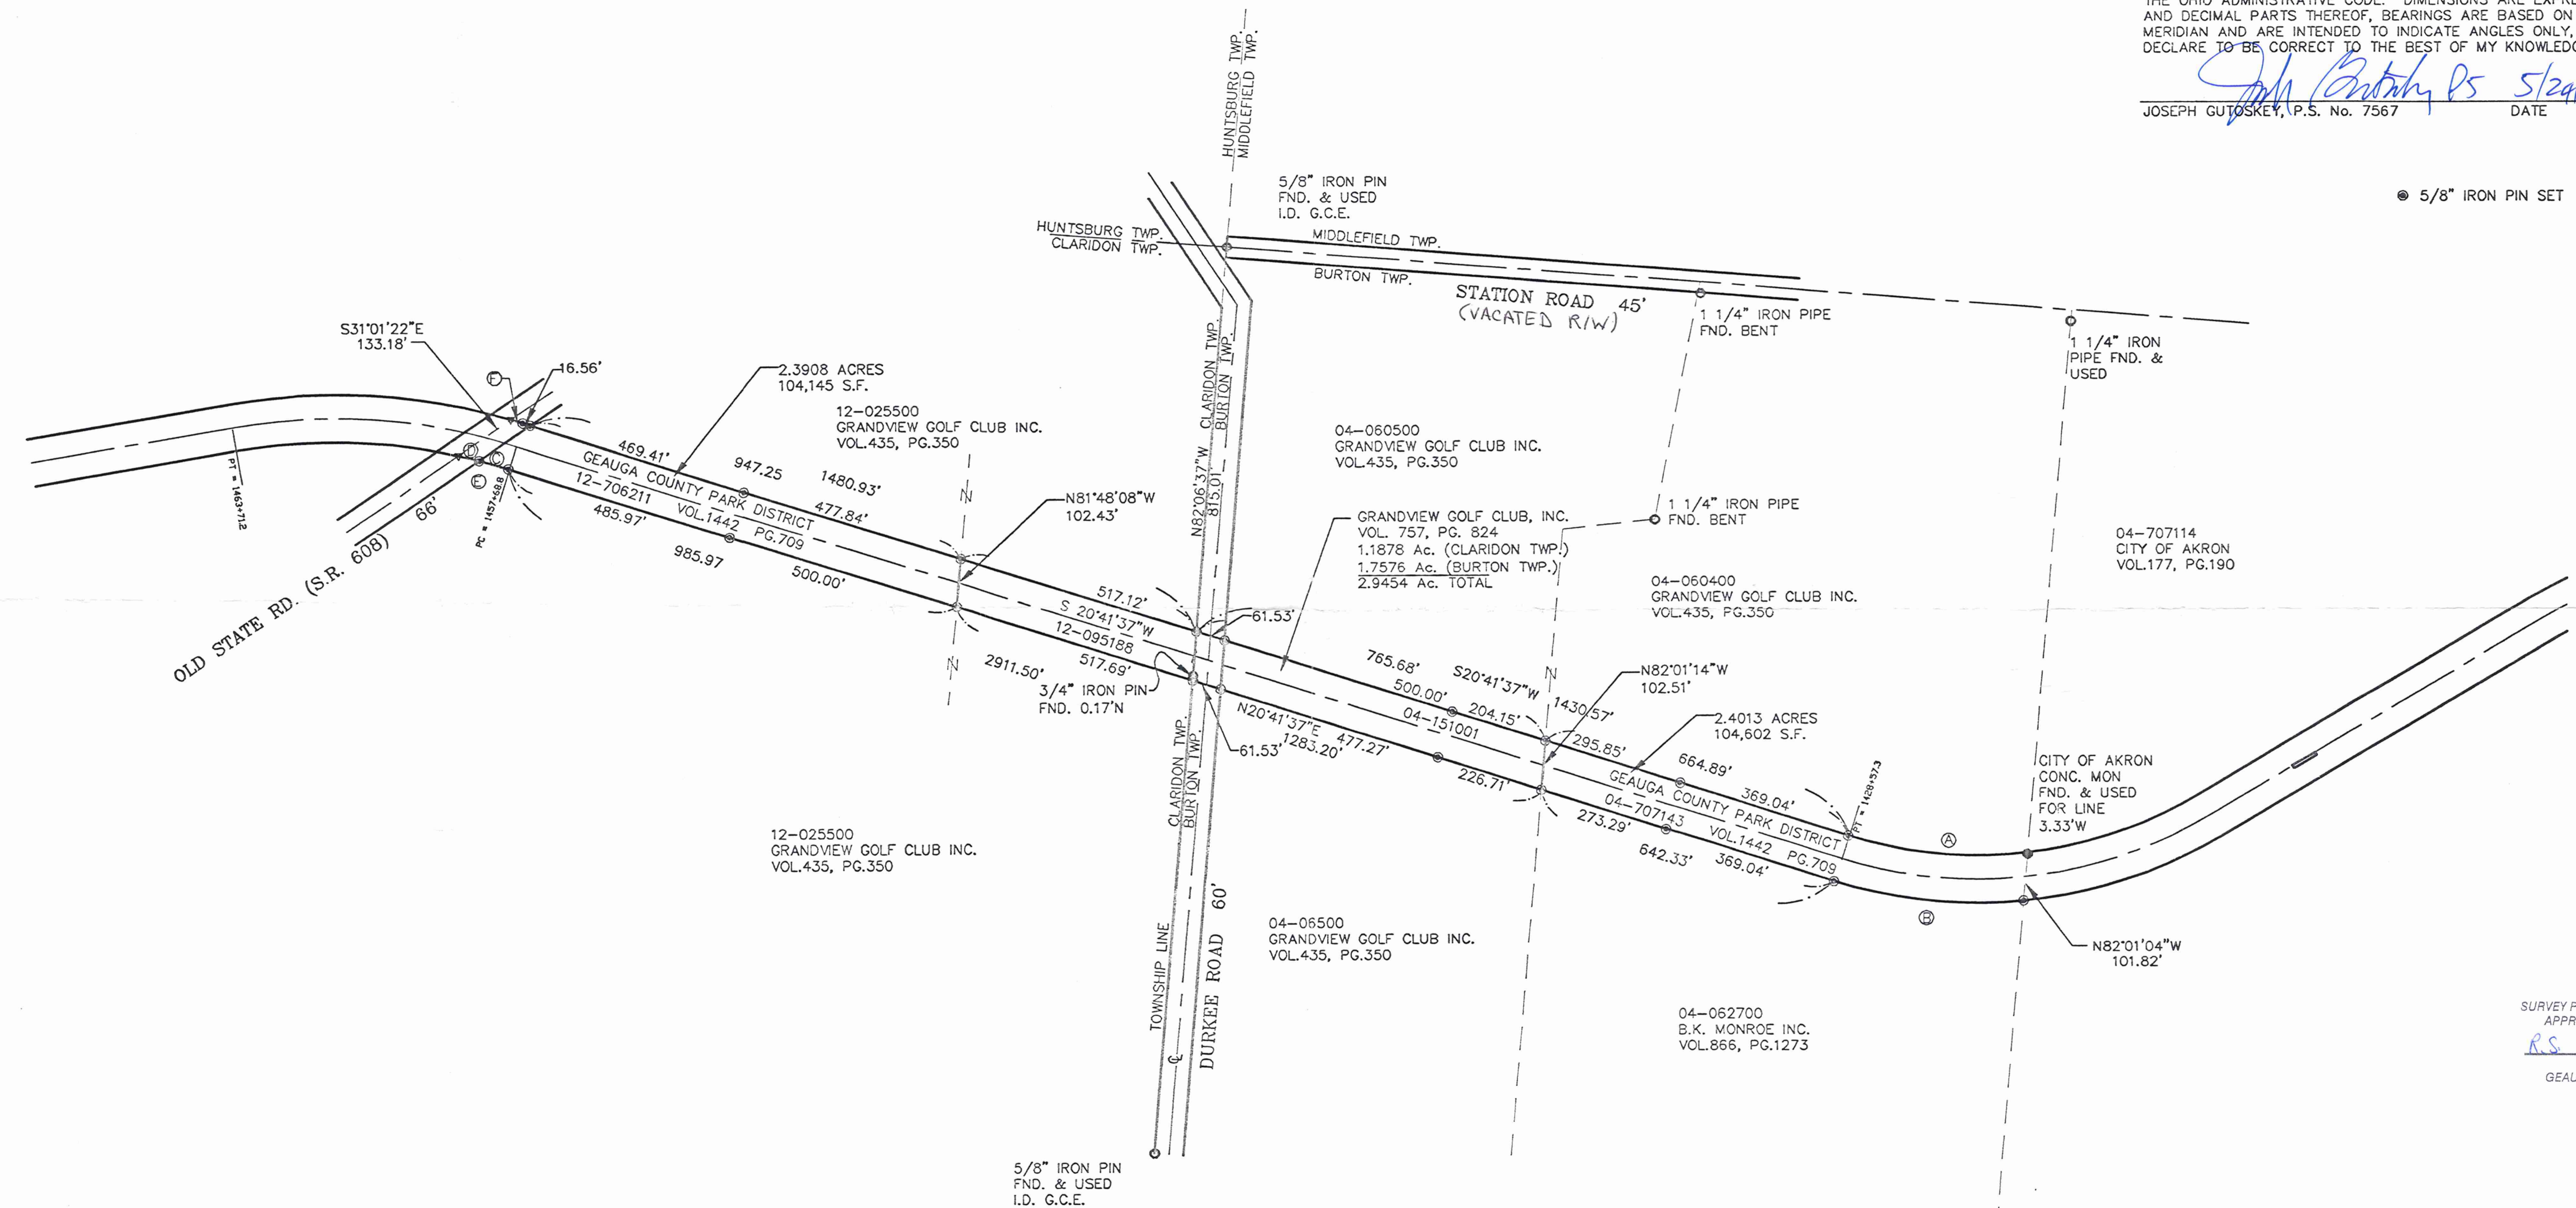 THE OHIO ADMINISTRATIVE CODE. DIMENSIONS ARE
AND DECIMAL PARTS THEREOF, BEARINGS ARE BASED ON
MERIDIAN AND ARE INTENDED TO INDICATE ANGLES ONLY,
DECLARE TO BE CORRECT TO THE BEST OF MY
JOSEPH GUTOSKEY, P.S. No. 7567
DATE
5/8" IRON PIN SET
HUNTSBURG TWP.
MIDDLEFIELD TWP.
5/8" IRON PIN
FND. & USED
I.D. G.C.E.
HUNTSBURG TWP.
CLARIDON TWP.
MIDDLEFIELD TWP.
BURTON TWP.
STATION ROAD 45'
(VACATED R/W)
1 1/4" IRON PIPE
FND. BENT
1 1/4" IRON
PIPE FND. &
USED
S31°01'22"E
133.18'
F
16.56'
2.3908 ACRES
104,145 S.F.
12-025500
GRANDVIEW GOLF CLUB INC.
VOL.435, PG.350
PT = 1463+71.2
D
C
E
PC = 1457+68.8
66'
OLD STATE RD. (S.R. 608)
469.41'
947.25
1480.93'
477.84'
GEAUGA COUNTY PARK DISTRICT
12-706211
VOL.1442 PG.709
485.97'
985.97
500.00'
N
N81°48'08"W
102.43'
N
N82°06'37"W
815.01'
CLARIDON TWP.
BURTON TWP.
04-060500
GRANDVIEW GOLF CLUB INC.
VOL.435, PG.350
GRANDVIEW GOLF CLUB, INC.
VOL. 757, PG. 824
1.1878 Ac. (CLARIDON TWP.)
1.7576 Ac. (BURTON TWP.)
2.9454 Ac. TOTAL
1 1/4" IRON PIPE
FND. BENT
04-060400
GRANDVIEW GOLF CLUB INC.
VOL.435, PG.350
04-707114
CITY OF AKRON
VOL.177, PG.190
517.12'
S 20°41'37"W
12-095188
2911.50'
517.69'
3/4" IRON PIN
FND. 0.17'N
61.53'
61.53'
CLARIDON TWP.
BURTON TWP.
765.68'
500.00'
S20°41'37"W
1430.57'
204.15'
04-151001
N20°41'37"E
1283.20'
477.27'
226.71'
N
N82°01'14"W
102.51'
2.4013 ACRES
104,602 S.F.
295.85'
664.89'
369.04'
GEAUGA COUNTY PARK DISTRICT
04-707143
VOL.1442 PG.709
273.29'
642.33'
369.04'
PT = 1428+57.3
A
B
CITY OF AKRON
CONC. MON
FND. & USED
FOR LINE
3.33'W
N82°01'04"W
101.82'
12-025500
GRANDVIEW GOLF CLUB INC.
VOL.435, PG.350
04-06500
GRANDVIEW GOLF CLUB INC.
VOL.435, PG.350
04-062700
B.K. MONROE INC.
VOL.866, PG.1273
TOWNSHIP LINE
DURKEE ROAD 60'
5/8" IRON PIN
FND. & USED
I.D. G.C.E.
SURVEY
R.S.